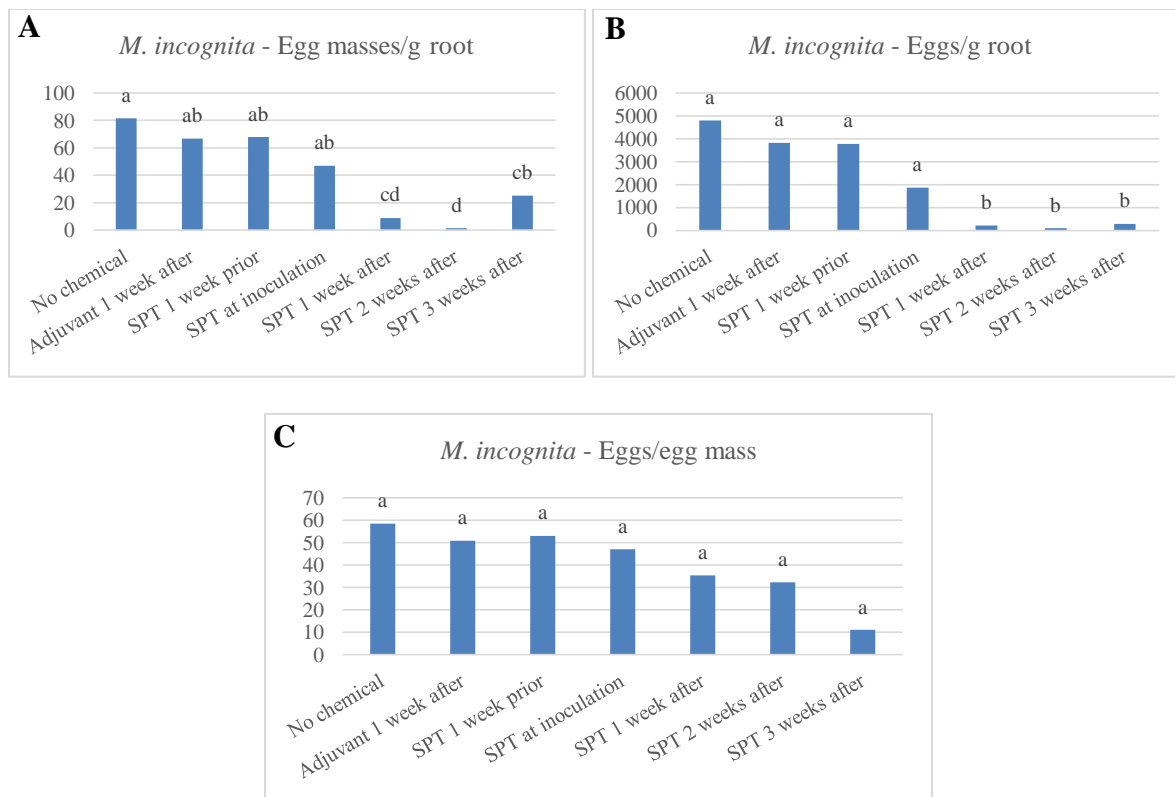 A
M. incognita - Egg masses/g root
100
80
60
40
20
0
a
ab
ab
ab
cd
d
cb
No chemical
Adjuvant 1 week after
SPT 1 week prior
SPT at inoculation
SPT 1 week after
SPT 2 weeks after
SPT 3 weeks after
B
M. incognita - Eggs/g root
6000
5000
4000
3000
2000
1000
0
a
a
a
a
b
b
b
No chemical
Adjuvant 1 week after
SPT 1 week prior
SPT at inoculation
SPT 1 week after
SPT 2 weeks after
SPT 3 weeks after
C
M. incognita - Eggs/egg mass
70
60
50
40
30
20
10
0
a
a
a
a
a
a
a
No chemical
Adjuvant 1 week after
SPT 1 week prior
SPT at inoculation
SPT 1 week after
SPT 2 weeks after
SPT 3 weeks after